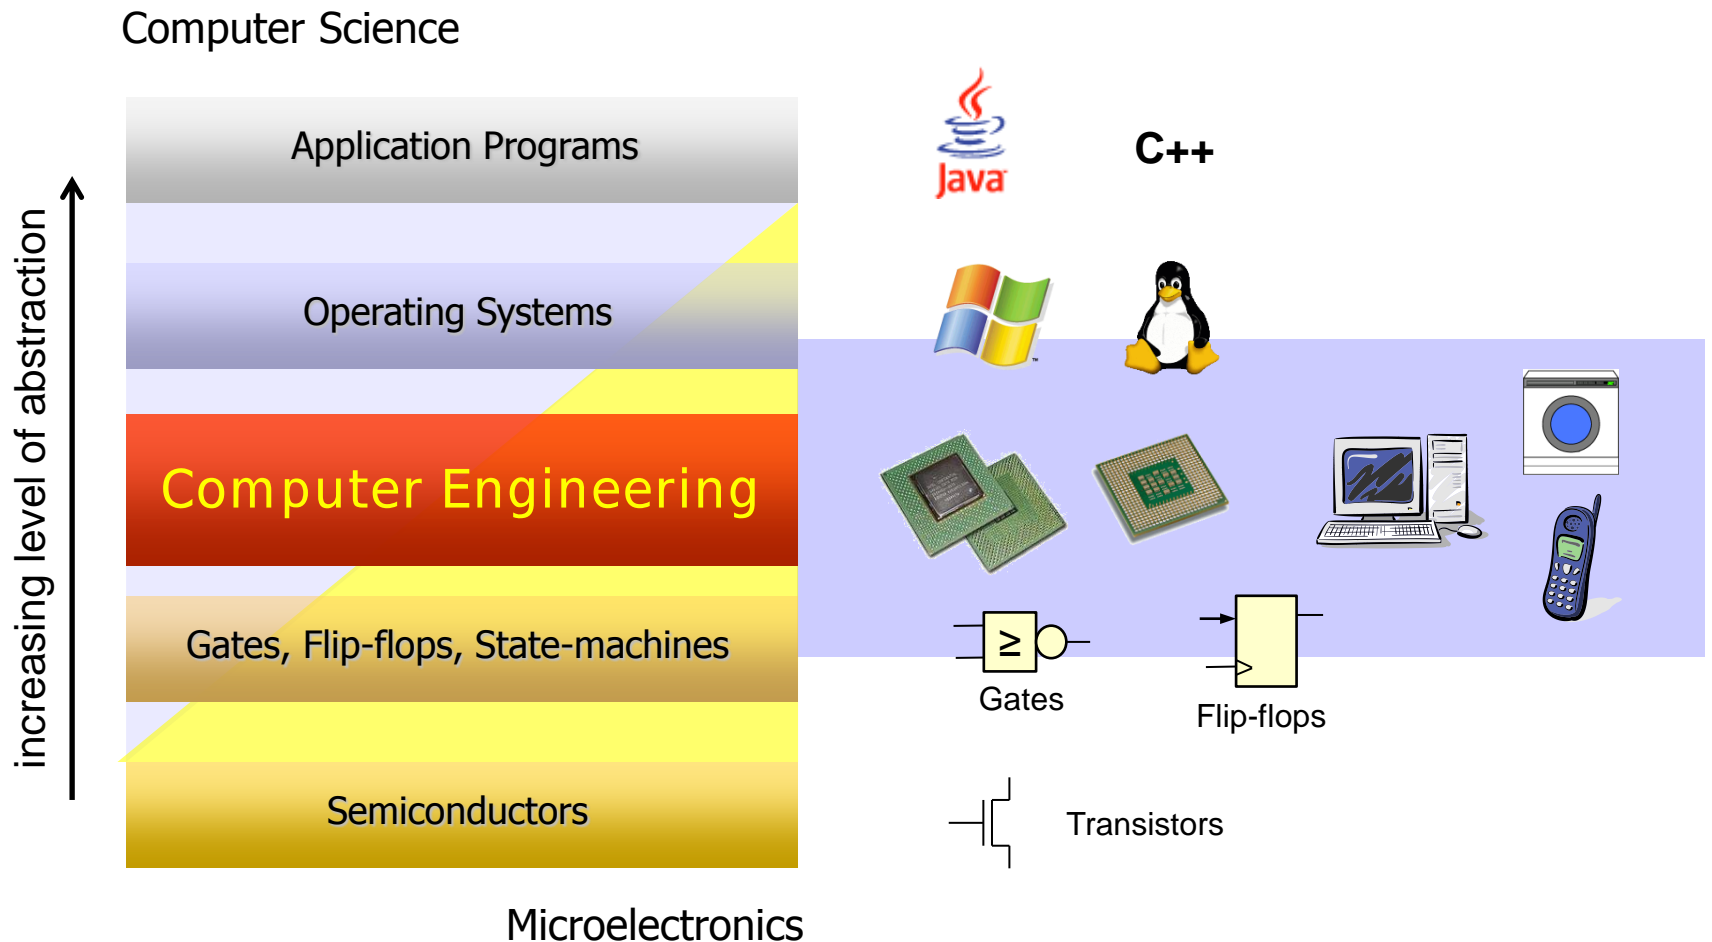 Computer Science
increasing level of abstraction
Application Programs
Java
C++
Operating Systems
Computer Engineering
Gates, Flip-flops, State-machines
≥
Gates
Flip-flops
Semiconductors
Transistors
Microelectronics